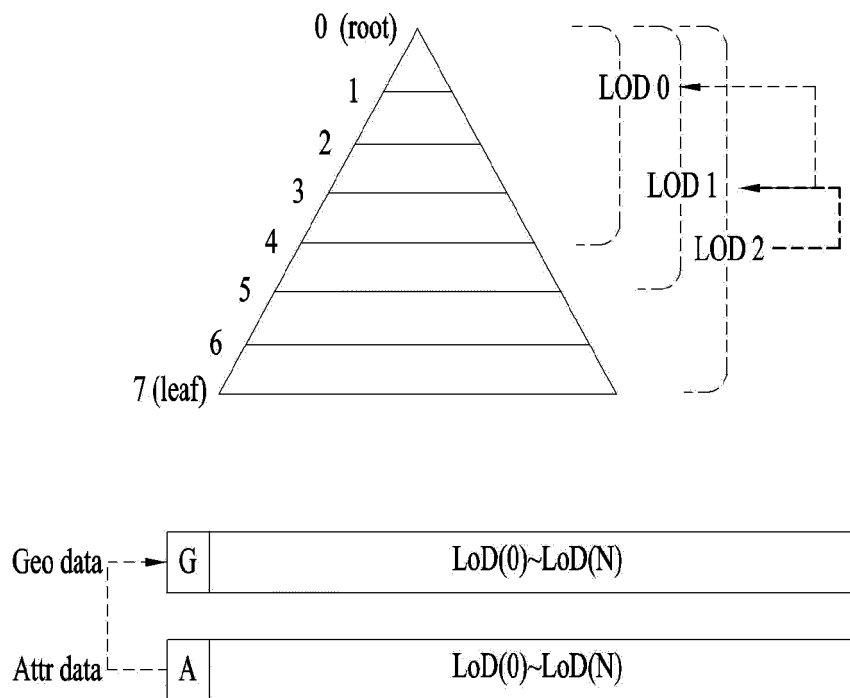 0 (root)
1
2
3
4
5
6
7 (leaf)
LOD 0
LOD 1
LOD 2
Geo data
G
LoD(0)~LoD(N)
Attr data
A
LoD(0)~LoD(N)